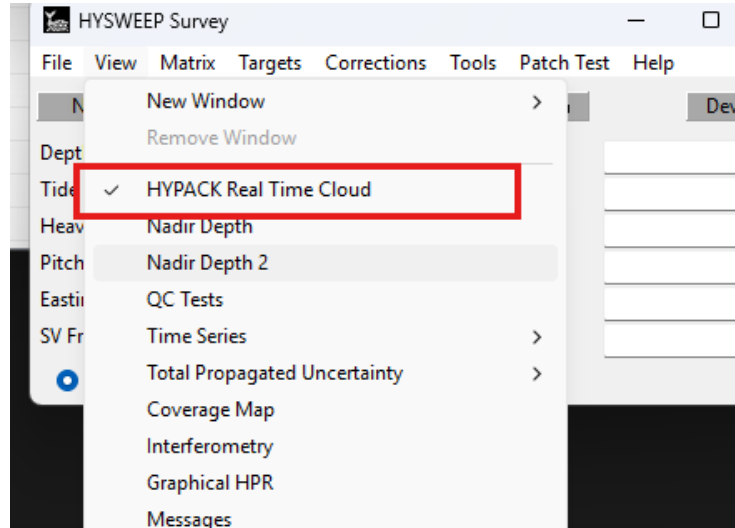 HYSWEEP Survey
File View Matrix Targets Corrections Tools Patch Test Help
New Window
Remove Window
HYPACK Real Time Cloud
Nadir Depth
Nadir Depth 2
QC Tests
Time Series
Total Propagated Uncertainty
Coverage Map
Interferometry
Graphical HPR
Messages
Dept
Tide
Heav
Pitch
Eastin
SV Fr
Dev